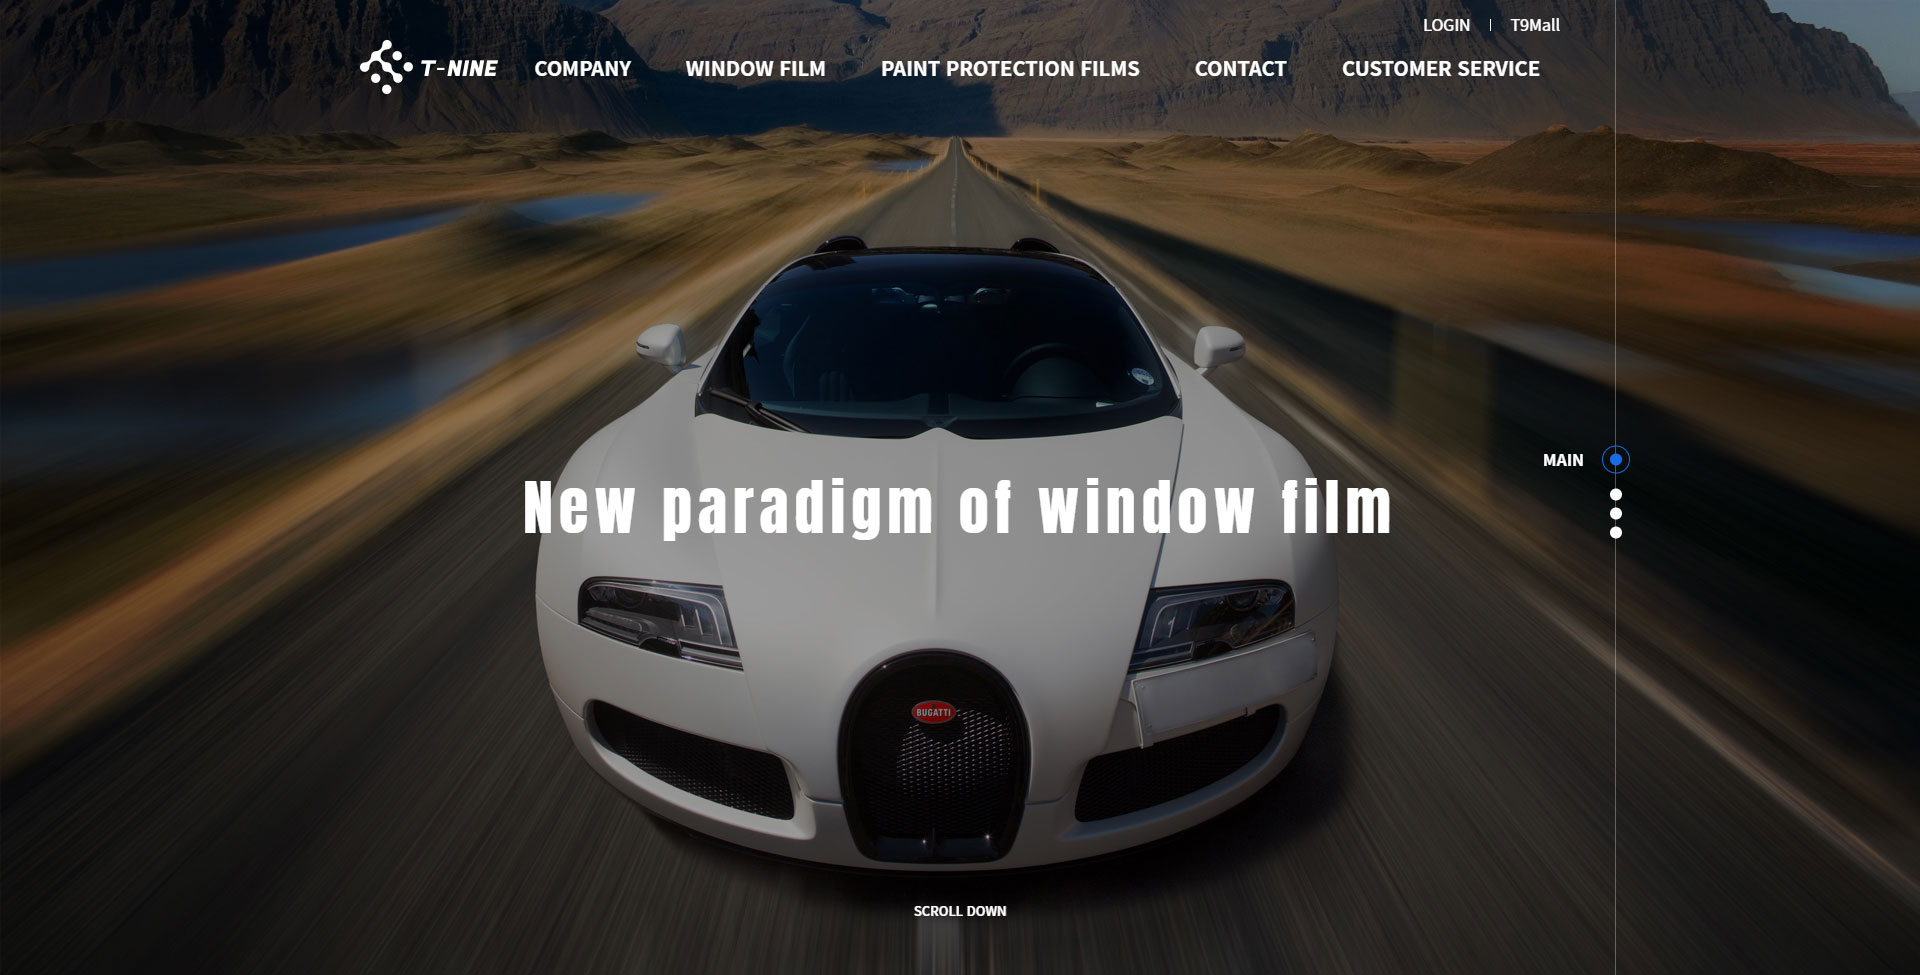 LOGIN | T9Mall
T-NINE
COMPANY
WINDOW FILM
PAINT PROTECTION FILMS
CONTACT
CUSTOMER SERVICE
MAIN
New paradigm of window film
BUGATTI
SCROLL DOWN